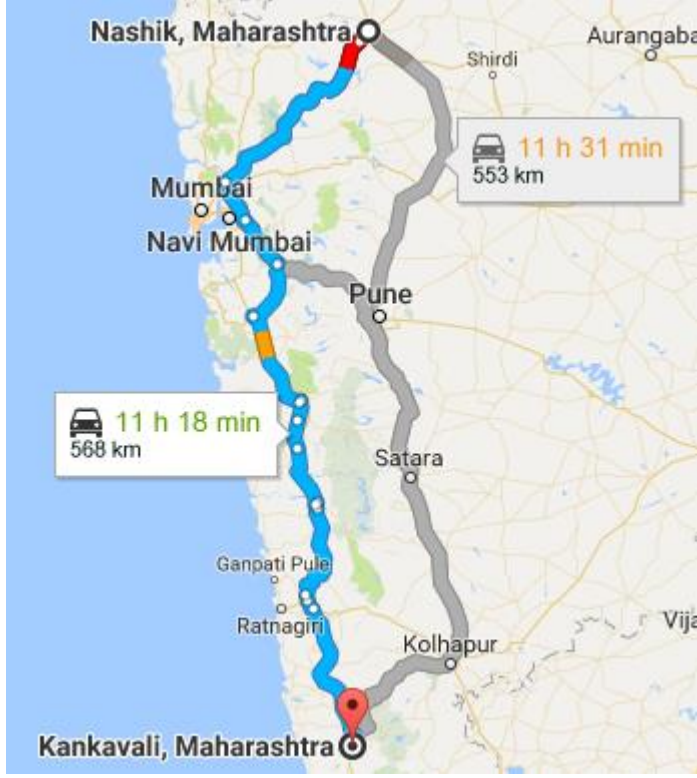 Nashik, Maharashtra
Aurangaba
Shirdi
11 h 31 min
553 km
Mumbai
Navi Mumbai
Pune
11 h 18 min
568 km
Satara
Ganpati Pule
Ratnagiri
Vija
Kolhapur
Kankavali, Maharashtra